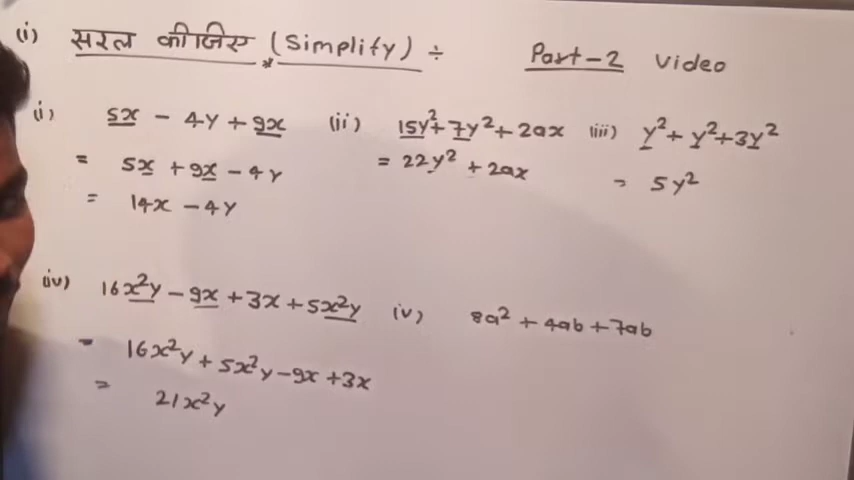 (i) सरल कीजिए (Simplify) ÷ Part-2 Video
(i) 5x - 4y + 9x
= 5x + 9x - 4y
= 14x - 4y
(ii) 15y² + 7y² + 2ax
= 22y² + 2ax
iii) y² + y² + 3y²
= 5y²
(iv) 16x²y - 9x + 3x + 5x²y
= 16x²y + 5x²y - 9x + 3x
= 21x²y
(v) 8a² + 4ab + 7ab